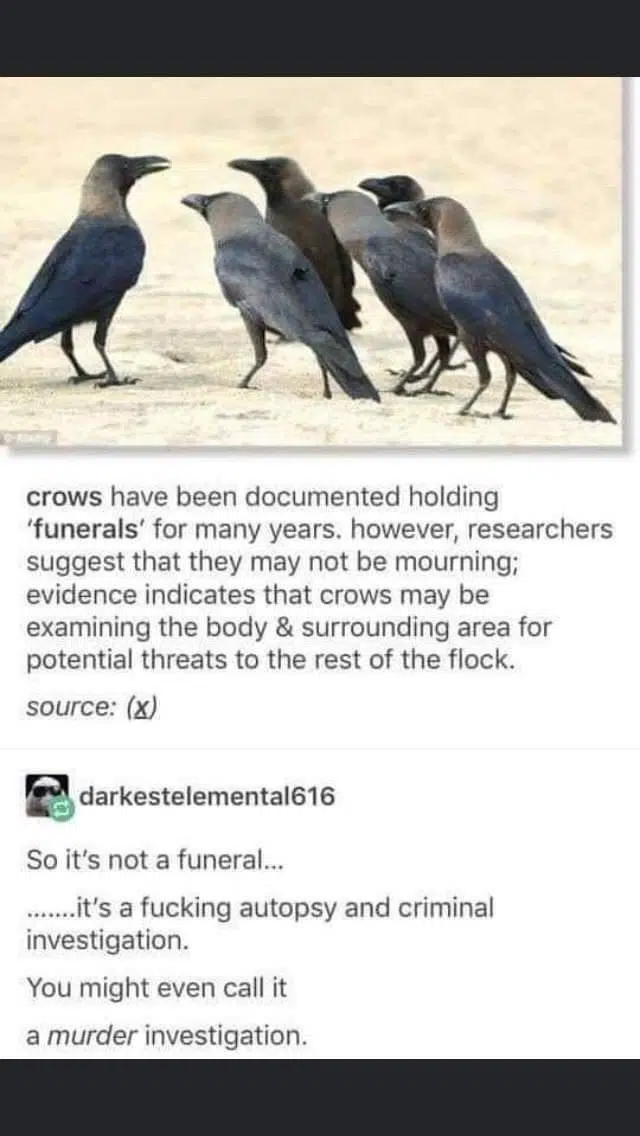 crows have been documented holding
'funerals' for many years. however, researchers
suggest that they may not be mourning;
evidence indicates that crows may be
examining the body & surrounding area for
potential threats to the rest of the flock.
source: (x)
darkestelemental616
So it's not a funeral...
.......it's a fucking autopsy and criminal
investigation.
You might even call it
a murder investigation.